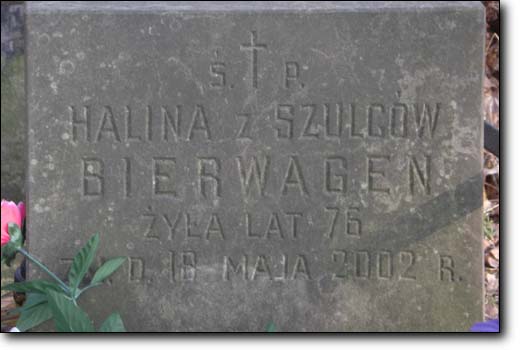 Ś. P.
HALINA Z SZULCÓW
BIERWAGEN
ŻYŁA LAT 76
D. 18 MAJA 2002 R.